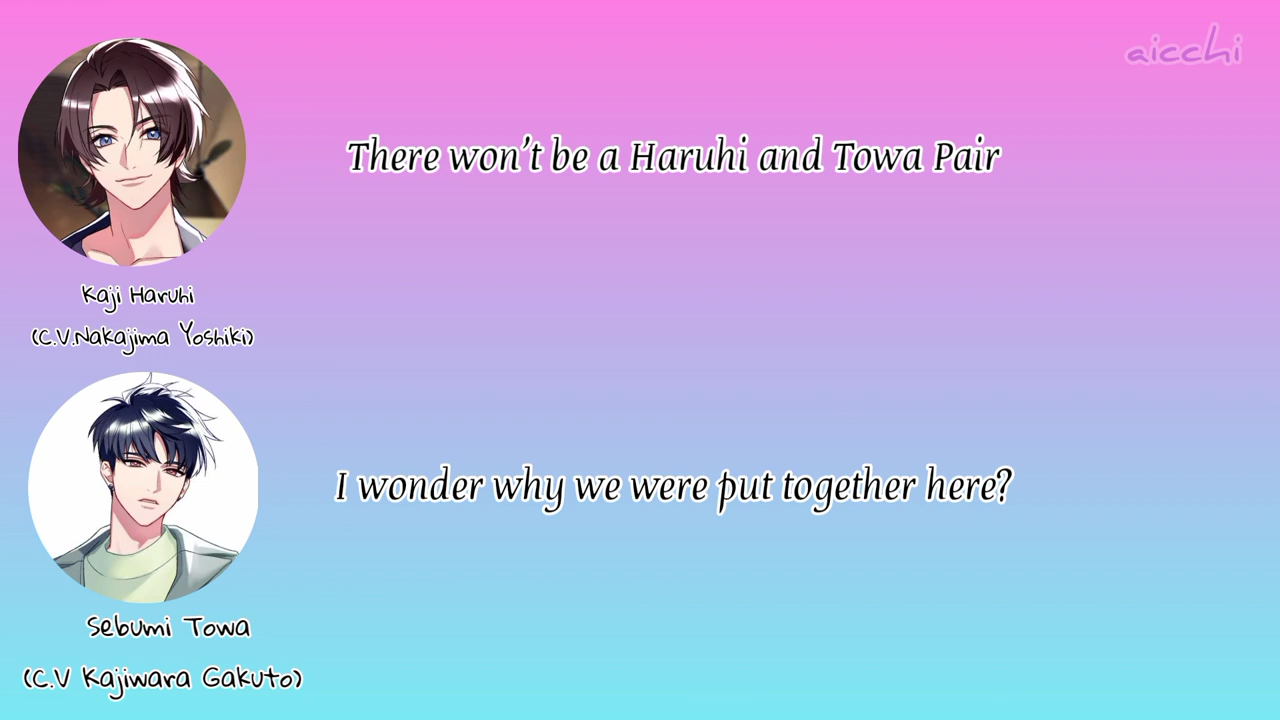 aicchi
There won't be a Haruhi and Towa Pair
Kaji Haruhi
(C.V.Nakajima Yoshiki)
I wonder why we were put together here?
Sebumi Towa
(C.V Kajiwara Gakuto)